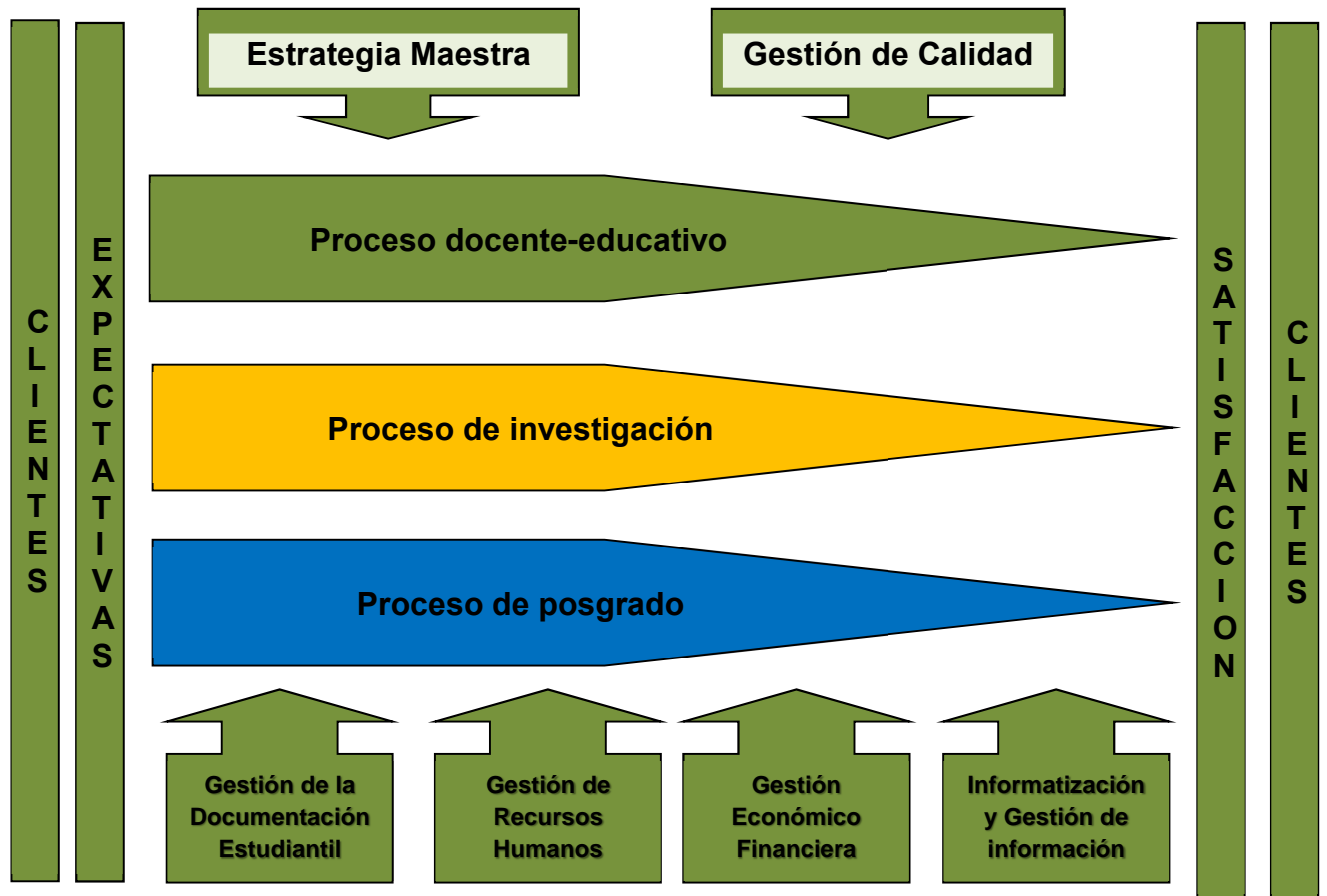 Estrategia Maestra
Gestión de Calidad
CLIENTES
EXPECTATIVAS
Proceso docente-educativo
Proceso de investigación
Proceso de posgrado
SATISFACCION
CLIENTES
Gestión de la
Documentación
Estudiantil
Gestión de
Recursos
Humanos
Gestión
Económico
Financiera
Informatización
y Gestión de
información